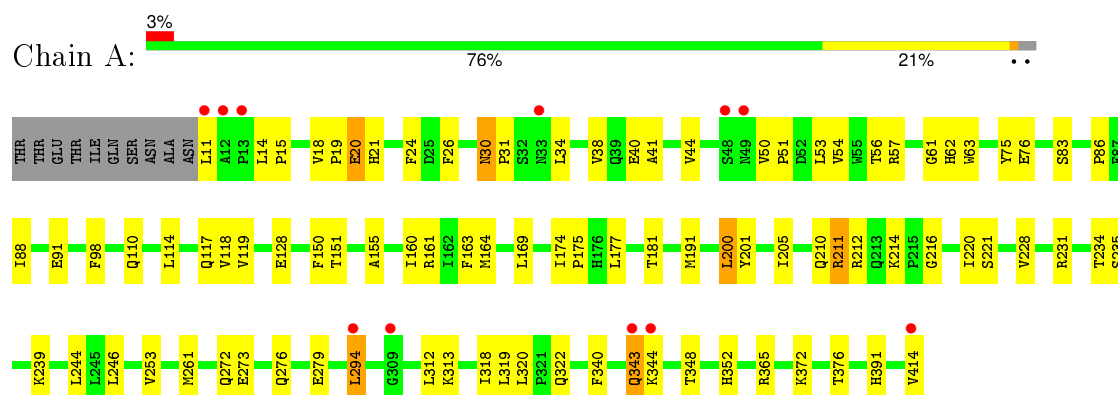 3%
Chain A:
76% 21% • •
THR THR GLU THR ILE GLN SER ASN ALA ASN L11 A12 P13 L14 P15 V18 P19 E20 H21 F24 D25 F26 N30 P31 S32 N33 L34 V38 Q39 E40 A41 V44 S48 N49 V50 P51 D52 L53 V54 W55 T56 R57 G61 H62 W63 Y75 E76 S83 P86 E87
I88 E91 F98 Q110 L114 Q117 V118 V119 E128 F150 T151 A155 I160 R161 I162 F163 M164 L169 I174 P175 H176 L177 T181 M191 L200 Y201 I205 Q210 R211 R212 Q213 K214 P215 G216 I220 S221 V228 R231 T234 S235
K239 L244 L245 L246 V253 M261 Q272 E273 Q276 E279 L294 G309 L312 K313 I318 L319 L320 P321 Q322 F340 Q343 K344 T348 H352 R365 K372 T376 H391 V414